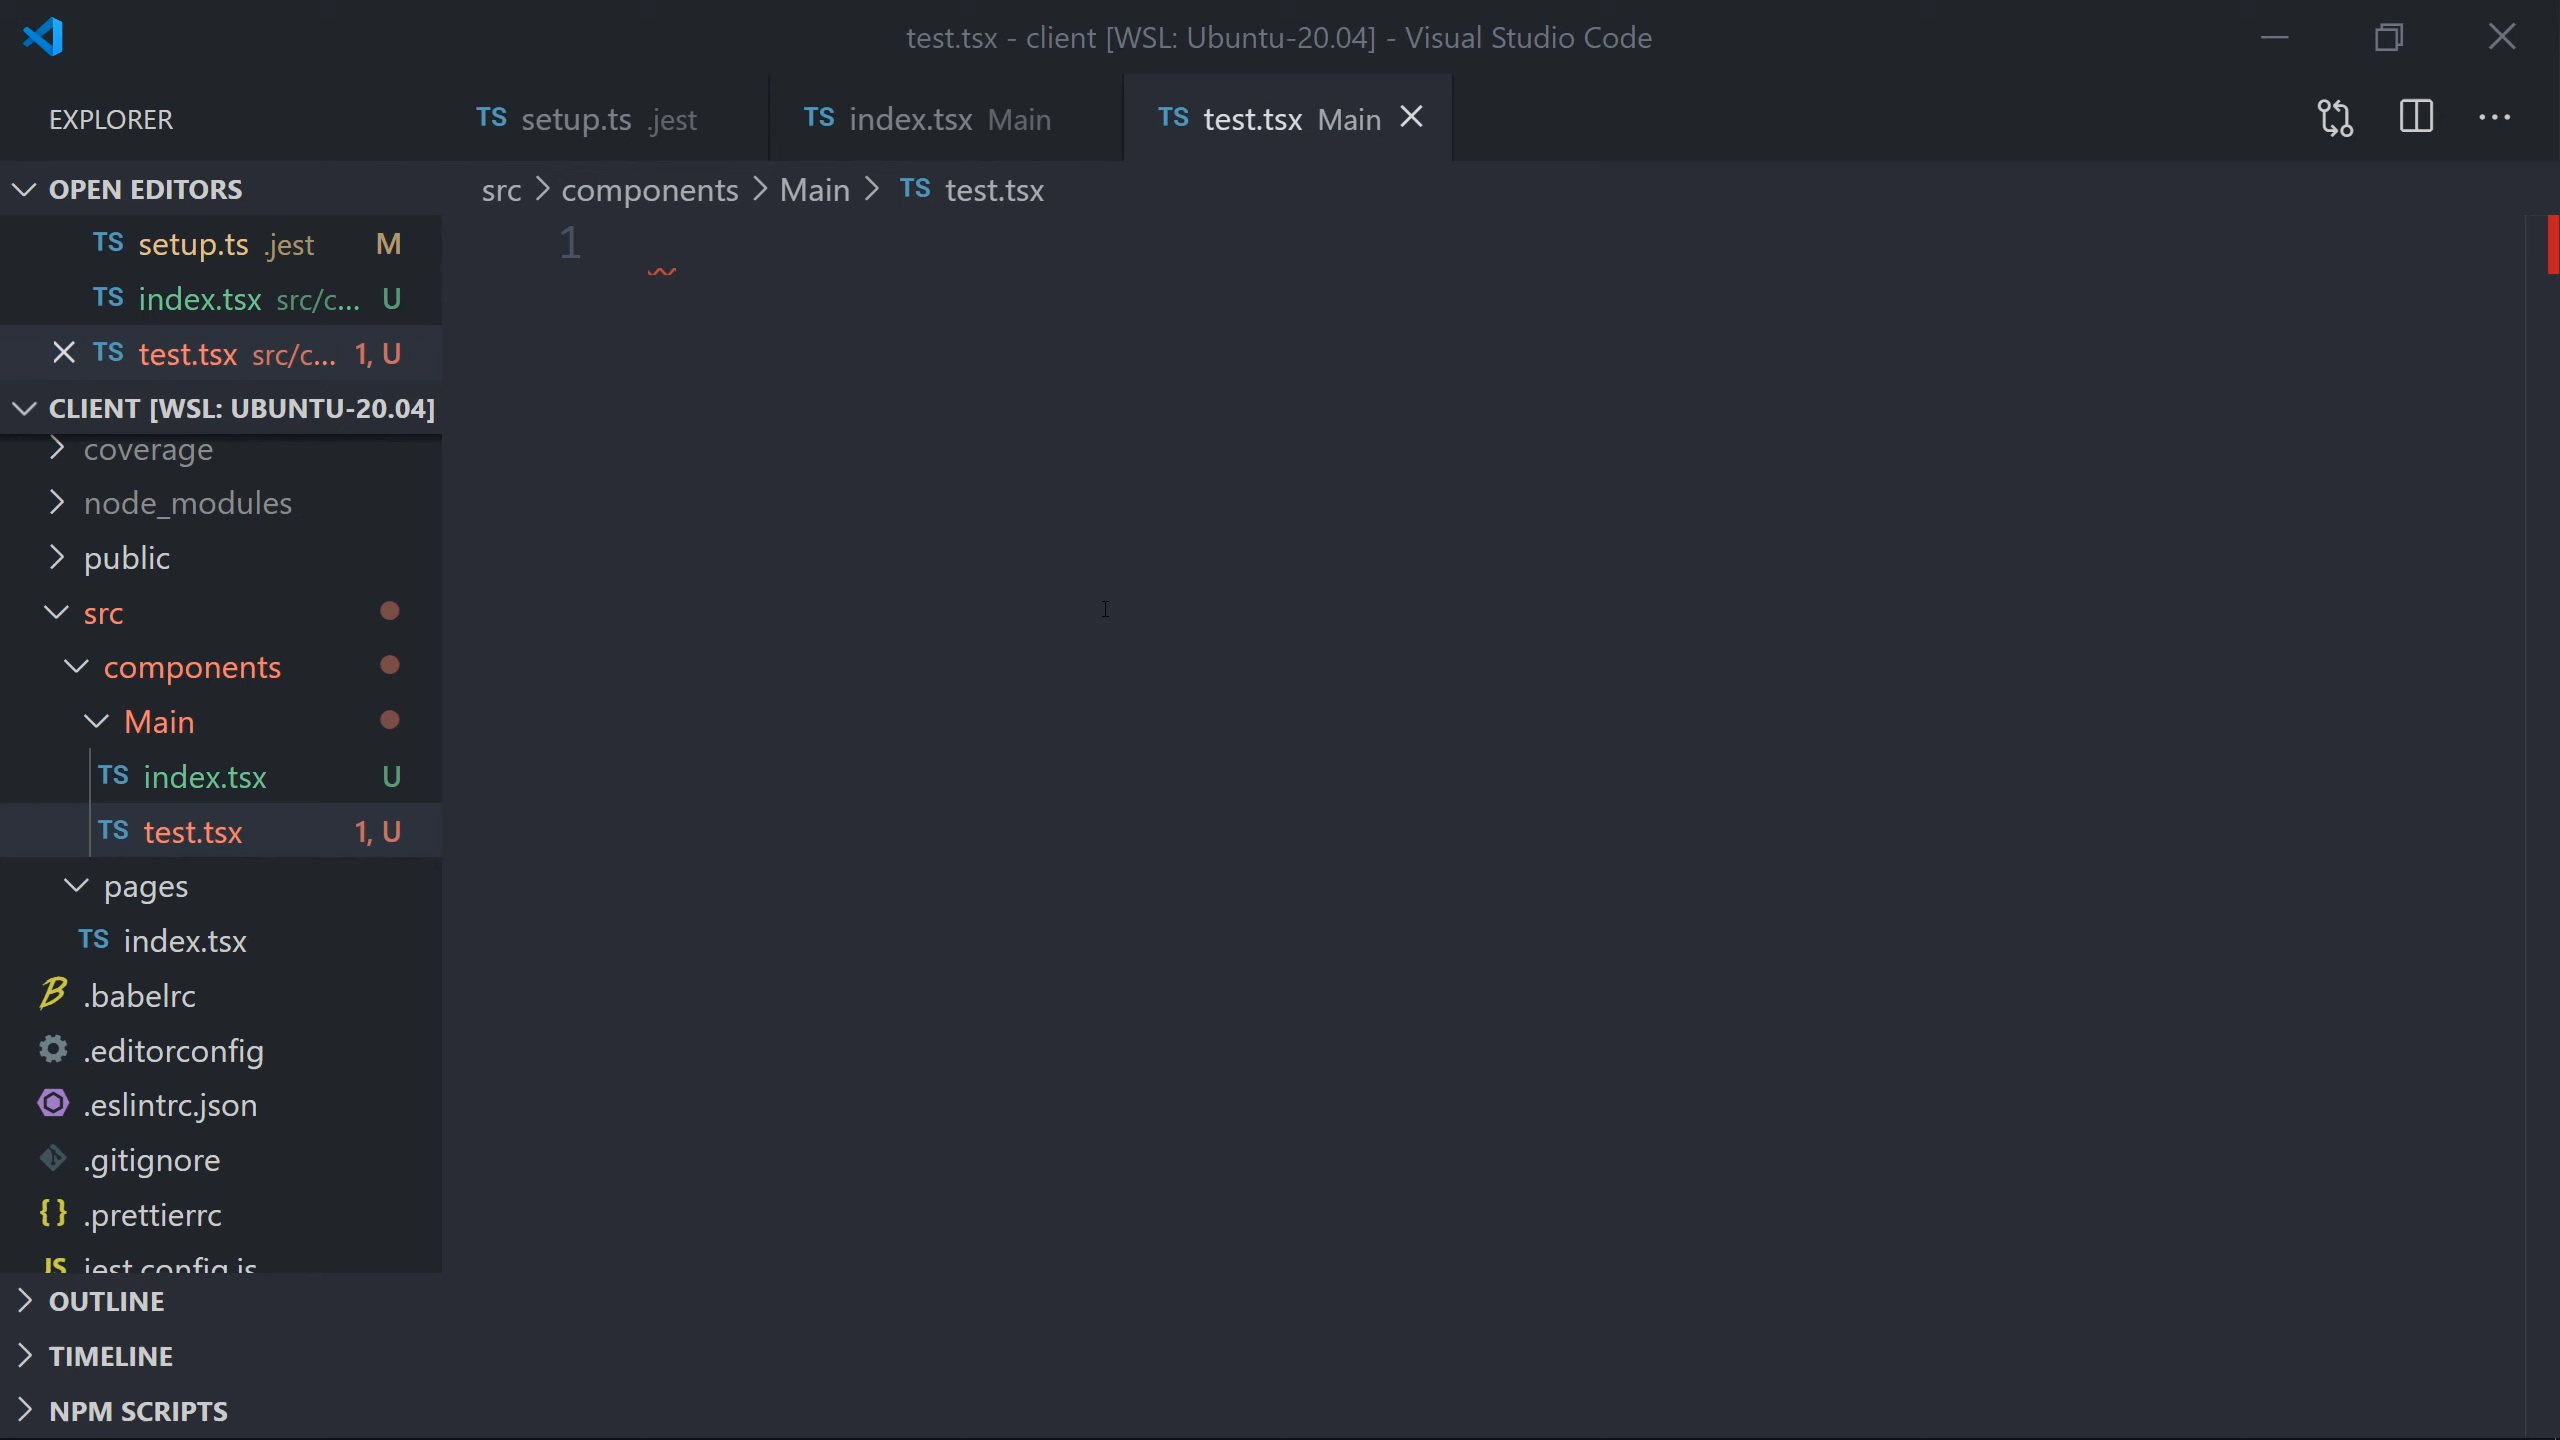 test.tsx - client [WSL: Ubuntu-20.04] - Visual Studio Code
EXPLORER
TS setup.ts .jest
TS index.tsx Main
TS test.tsx Main
OPEN EDITORS
TS setup.ts .jest M
TS index.tsx src/c... U
TS test.tsx src/c... 1, U
CLIENT [WSL: UBUNTU-20.04]
coverage
node_modules
public
src
components
Main
TS index.tsx U
TS test.tsx 1, U
pages
TS index.tsx
.babelrc
.editorconfig
.eslintrc.json
.gitignore
{} .prettierrc
JS jest.config.js
OUTLINE
TIMELINE
NPM SCRIPTS
src > components > Main > TS test.tsx
1